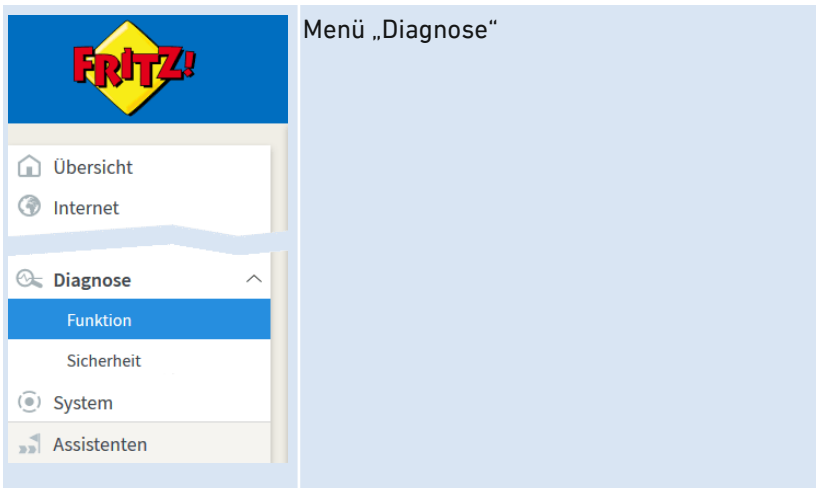 FRITZ!
Menü „Diagnose“
Übersicht
Internet
Diagnose
Funktion
Sicherheit
System
Assistenten